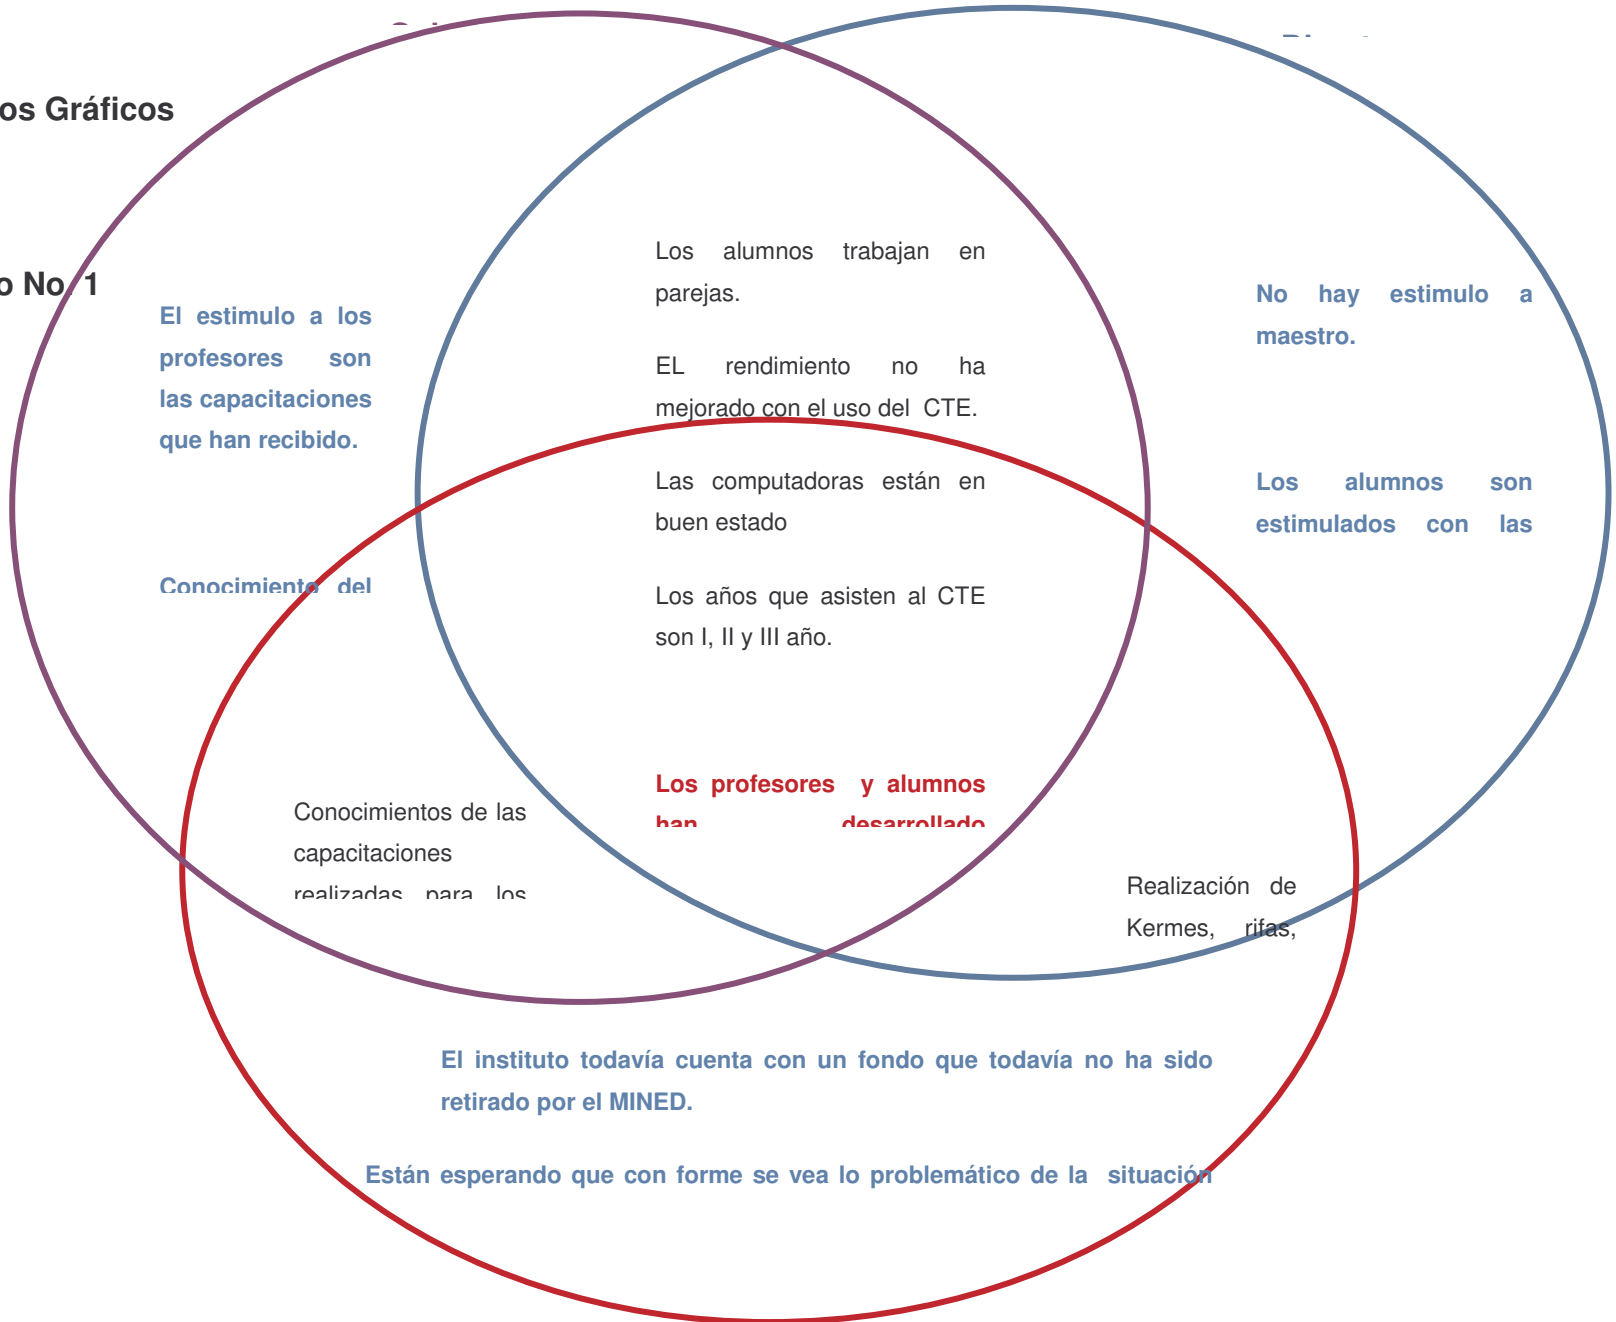 os Gráficos
o No. 1
El estimulo a los
profesores son
las capacitaciones
que han recibido.
Conocimiento del
Los alumnos trabajan en
parejas.
EL rendimiento no ha
mejorado con el uso del CTE.
Las computadoras están en
buen estado
Los años que asisten al CTE
son I, II y III año.
Los profesores y alumnos
han desarrollado
No hay estimulo a
maestro.
Los alumnos son
estimulados con las
Conocimientos de las
capacitaciones
realizadas para los
Realización de
Kermes, rifas,
El instituto todavía cuenta con un fondo que todavía no ha sido
retirado por el MINED.
Están esperando que con forme se vea lo problemático de la situación